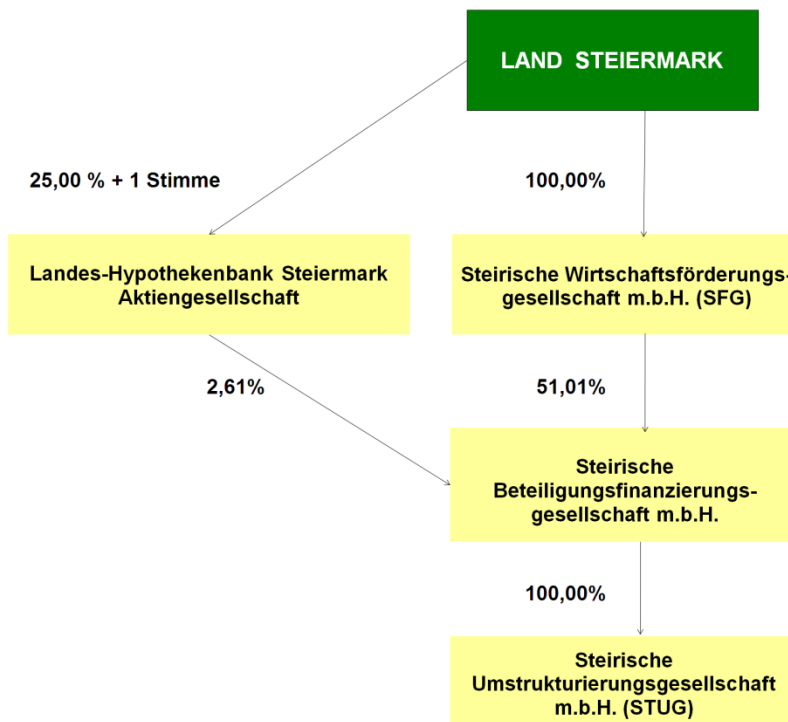 LAND STEIERMARK
25,00 % + 1 Stimme
100,00%
Landes-Hypothekenbank Steiermark
Aktiengesellschaft
Steirische Wirtschaftsförderungs-
gesellschaft m.b.H. (SFG)
2,61%
51,01%
Steirische
Beteiligungsfinanzierungs-
gesellschaft m.b.H.
100,00%
Steirische
Umstrukturierungsgesellschaft
m.b.H. (STUG)